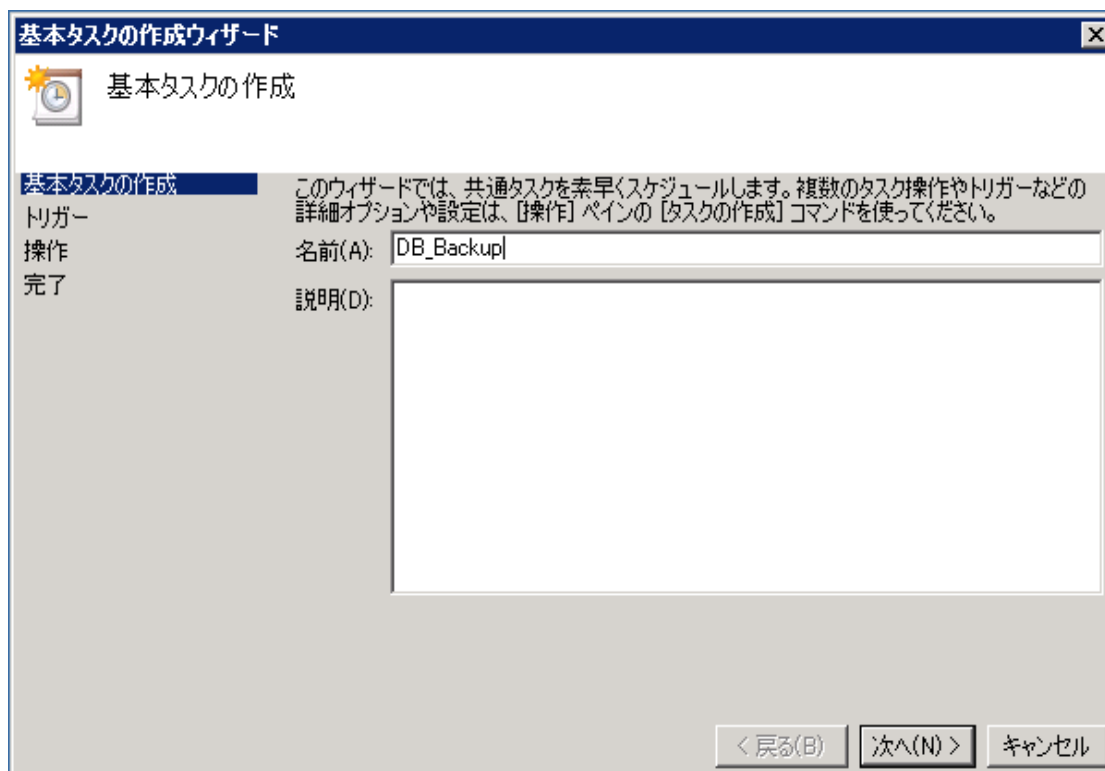 基本タスクの作成ウィザード
基本タスクの作成
基本タスクの作成
トリガー
操作
完了
このウィザードでは、共通タスクを素早くスケジュールします。複数のタスク操作やトリガーなどの
詳細オプションや設定は、[操作] ペインの [タスクの作成] コマンドを使ってください。
名前(A): DB_Backup
説明(D):
< 戻る(B) 次へ(N) > キャンセル